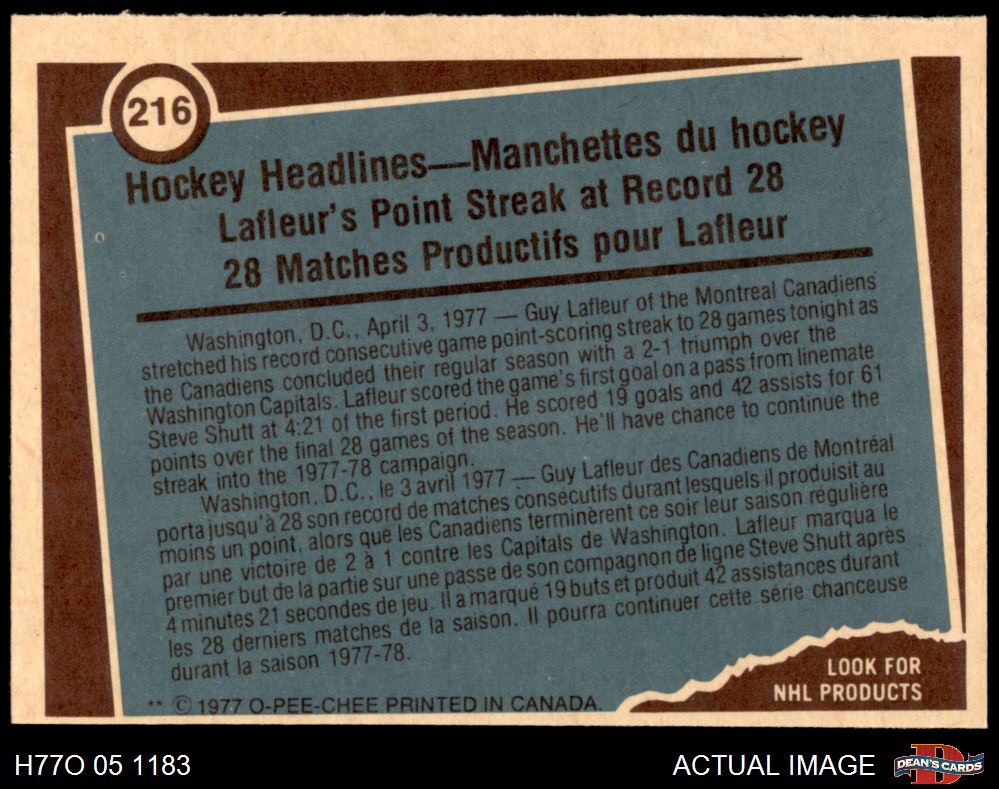 216
Hockey Headlines—Manchettes du hockey
Lafleur's Point Streak at Record 28
28 Matches Productifs pour Lafleur
Washington, D.C., April 3, 1977 — Guy Lafleur of the Montreal Canadiens
stretched his record consecutive game point-scoring streak to 28 games tonight as
the Canadiens concluded their regular season with a 2-1 triumph over the
Washington Capitals. Lafleur scored the game's first goal on a pass from linemate
Steve Shutt at 4:21 of the first period. He scored 19 goals and 42 assists for 61
points over the final 28 games of the season. He'll have chance to continue the
streak into the 1977-78 campaign.
Washington, D.C., le 3 avril 1977 — Guy Lafleur des Canadiens de Montréal
porta jusqu'à 28 son record de matches consécutifs durant lesquels il produisit au
moins un point, alors que les Canadiens terminèrent ce soir leur saison régulière
par une victoire de 2 à 1 contre les Capitals de Washington. Lafleur marqua le
premier but de la partie sur une passe de son compagnon de ligne Steve Shutt après
4 minutes 21 secondes de jeu. Il a marqué 19 buts et produit 42 assistances durant
les 28 derniers matches de la saison. Il pourra continuer cette série chanceuse
durant la saison 1977-78.
** © 1977 O-PEE-CHEE PRINTED IN CANADA.
LOOK FOR
NHL PRODUCTS
H77O 05 1183
ACTUAL IMAGE
DEAN'S CARDS